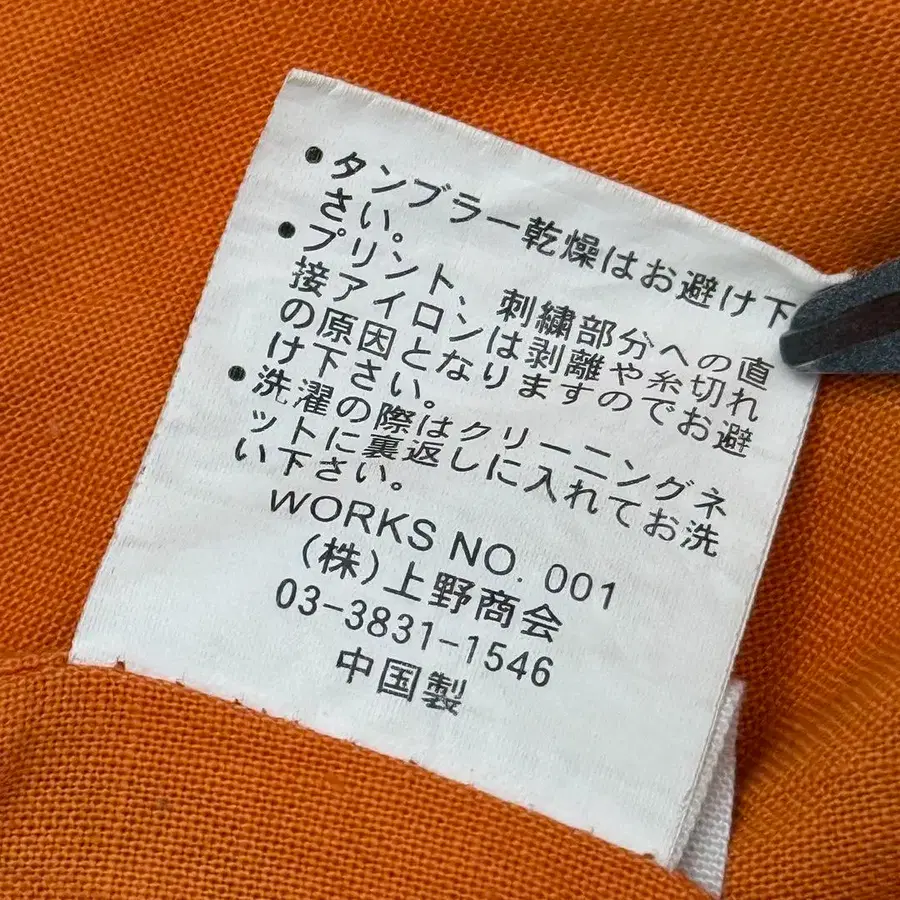 ●タンブラー乾燥はお避け下
さい。
●プリント、刺繍部分への直
接アイロンは剥離や糸切れ
の原因となりますのでお避
け下さい。
●洗濯の際はクリーニングネ
ットに裏返しに入れてお洗
い下さい。
WORKS NO. 001
(株)上野商会
03-3831-1546
中国製